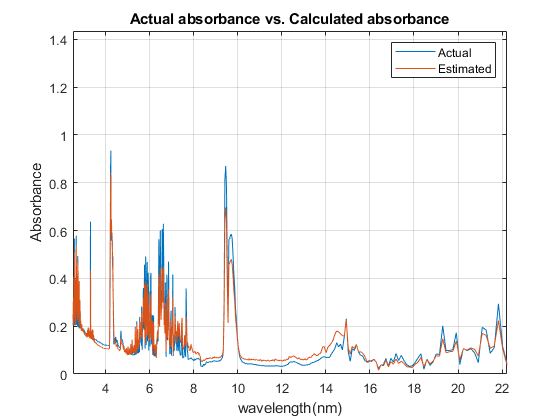 Actual absorbance vs. Calculated absorbance
Actual
Estimated
Absorbance
1.4
1.2
1
0.8
0.6
0.4
0.2
0
4 6 8 10 12 14 16 18 20 22
wavelength(nm)